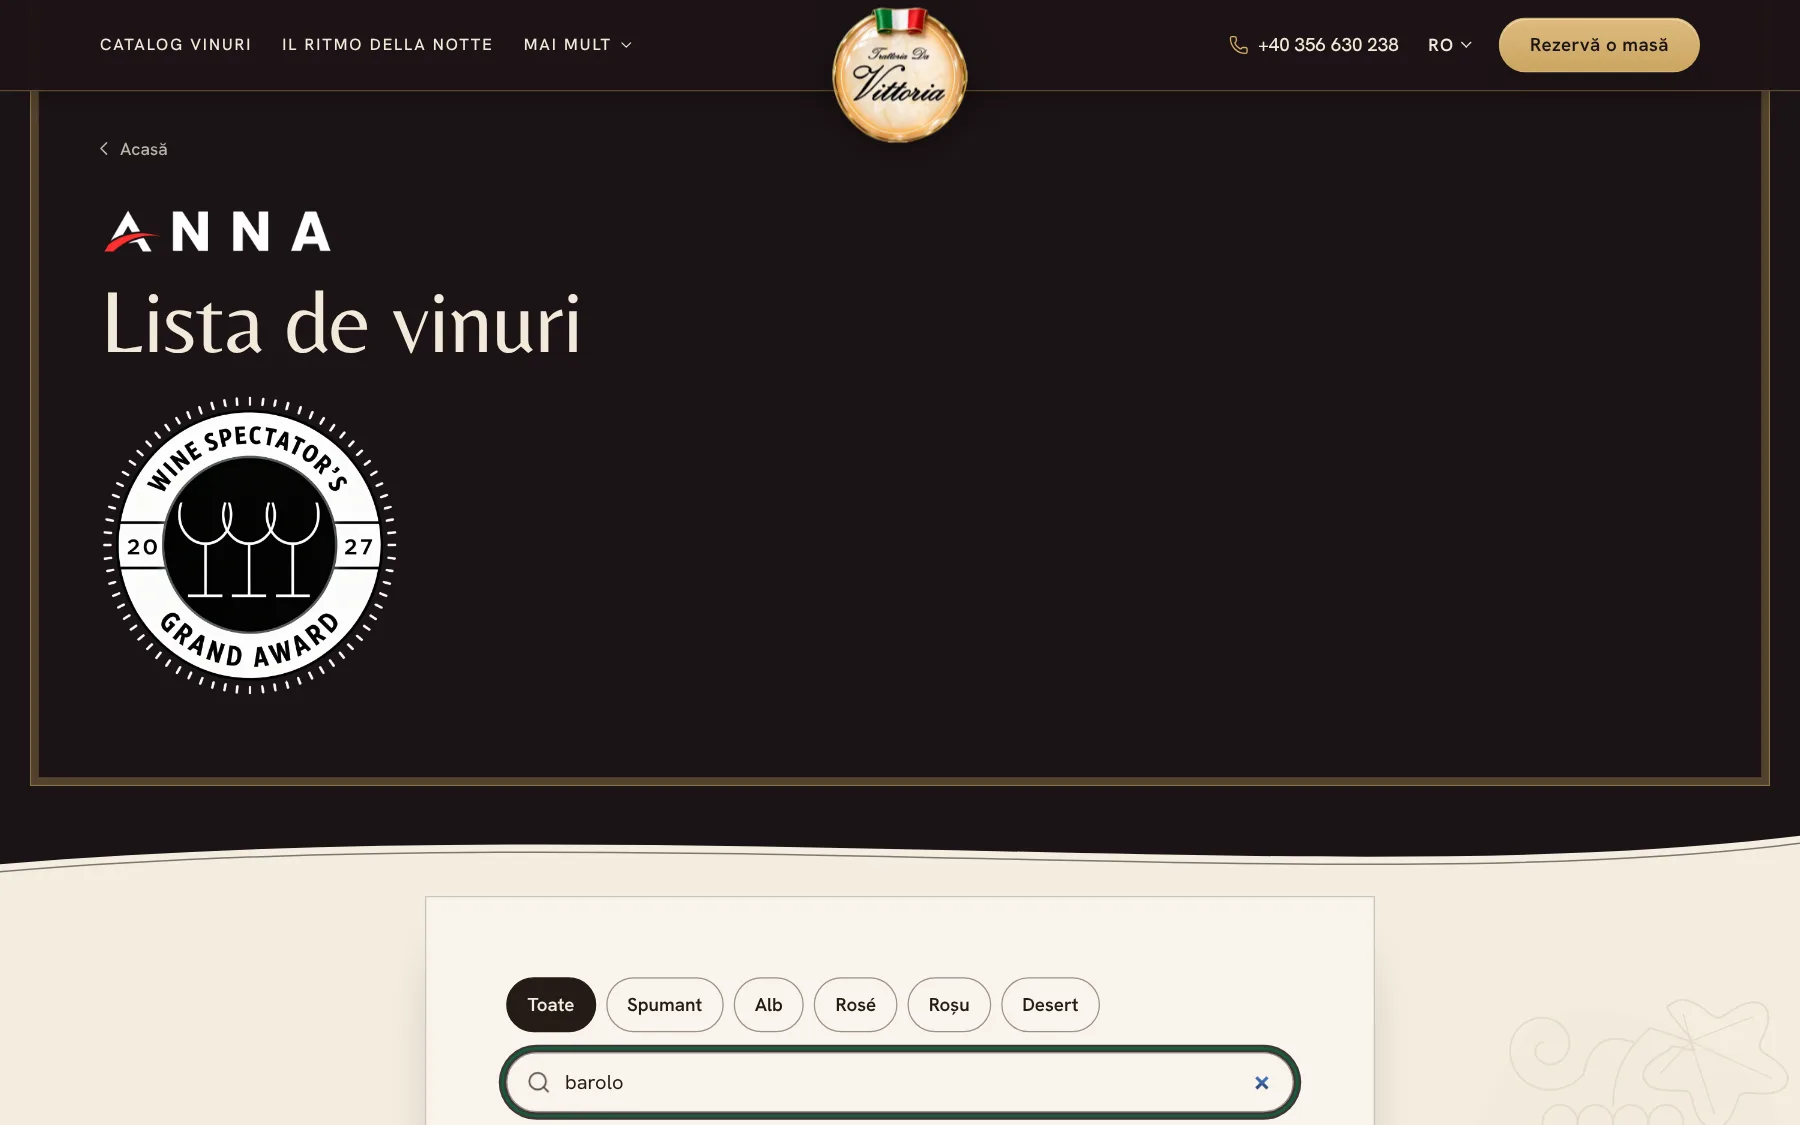 CATALOG VINURI
IL RITMO DELLA NOTTE
MAI MULT
Trattoria Da
Vittoria
+40 356 630 238
RO
Rezervă o masă
Acasă
ANNA
Lista de vinuri
WINE SPECTATOR'S
20 27
GRAND AWARD
Toate
Spumant
Alb
Rosé
Roșu
Desert
barolo